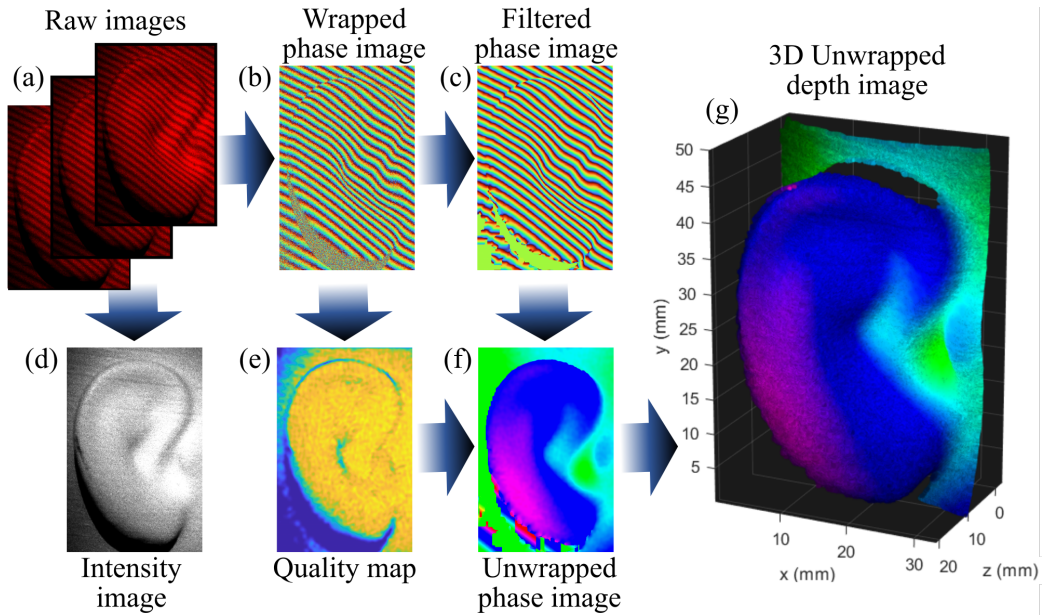 Raw images
Wrapped
phase image
Filtered
phase image
3D Unwrapped
depth image
(a)
(b)
(c)
(g)
(d)
(e)
(f)
Intensity
image
Quality map
Unwrapped
phase image
50
45
40
35
30
25
20
15
10
5
y (mm)
10
20
30
x (mm)
20
10
0
z (mm)